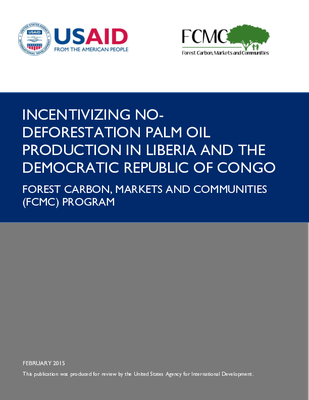 USAID
FROM THE AMERICAN PEOPLE
FCMC
Forest Carbon, Markets and Communities
INCENTIVIZING NO-
DEFORESTATION PALM OIL
PRODUCTION IN LIBERIA AND THE
DEMOCRATIC REPUBLIC OF CONGO
FOREST CARBON, MARKETS AND COMMUNITIES
(FCMC) PROGRAM
FEBRUARY 2015
This publication was produced for review by the United States Agency for International Development.